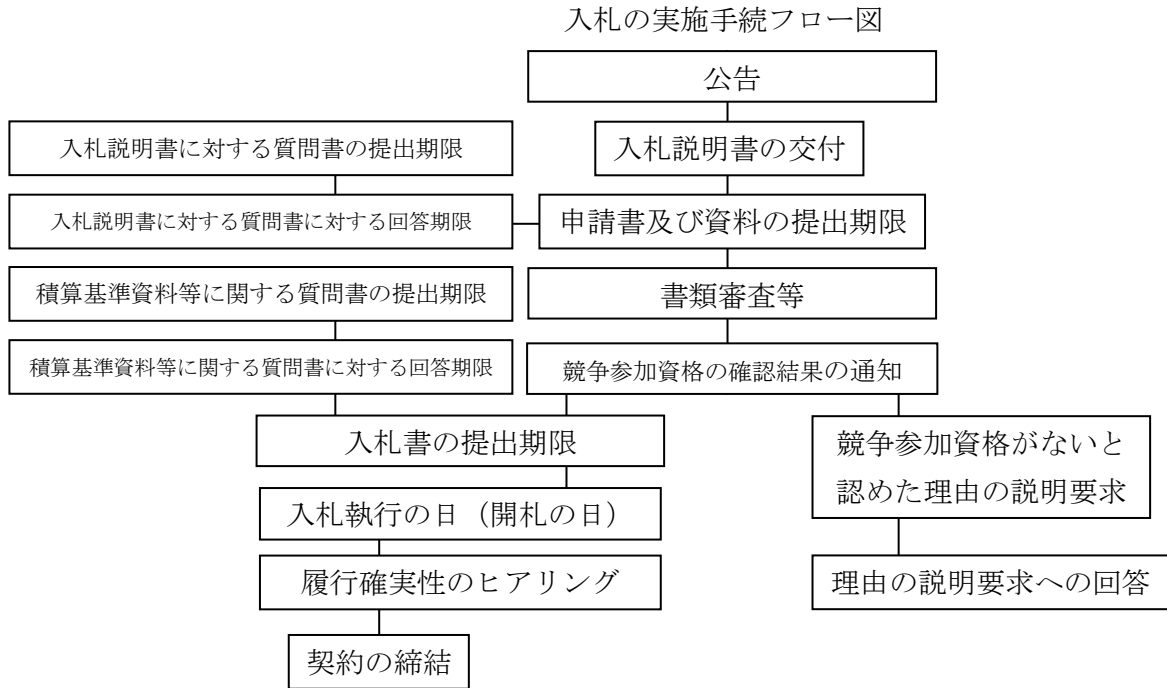 入札の実施手続フロー図
公告
入札説明書に対する質問書の提出期限
入札説明書の交付
入札説明書に対する質問書に対する回答期限
申請書及び資料の提出期限
積算基準資料等に関する質問書の提出期限
書類審査等
積算基準資料等に関する質問書に対する回答期限
競争参加資格の確認結果の通知
入札書の提出期限
競争参加資格がないと
認めた理由の説明要求
入札執行の日（開札の日）
履行確実性のヒアリング
理由の説明要求への回答
契約の締結